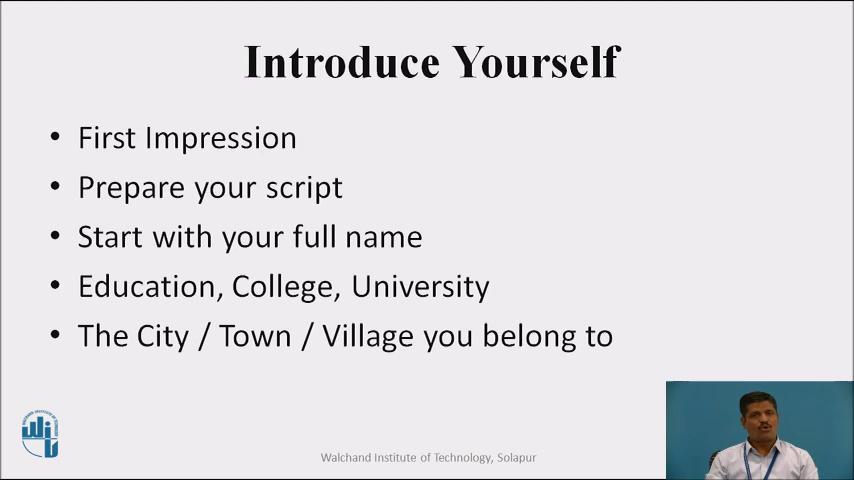 Introduce Yourself
• First Impression
• Prepare your script
• Start with your full name
• Education, College, University
• The City / Town / Village you belong to
Walchand Institute of Technology, Solapur